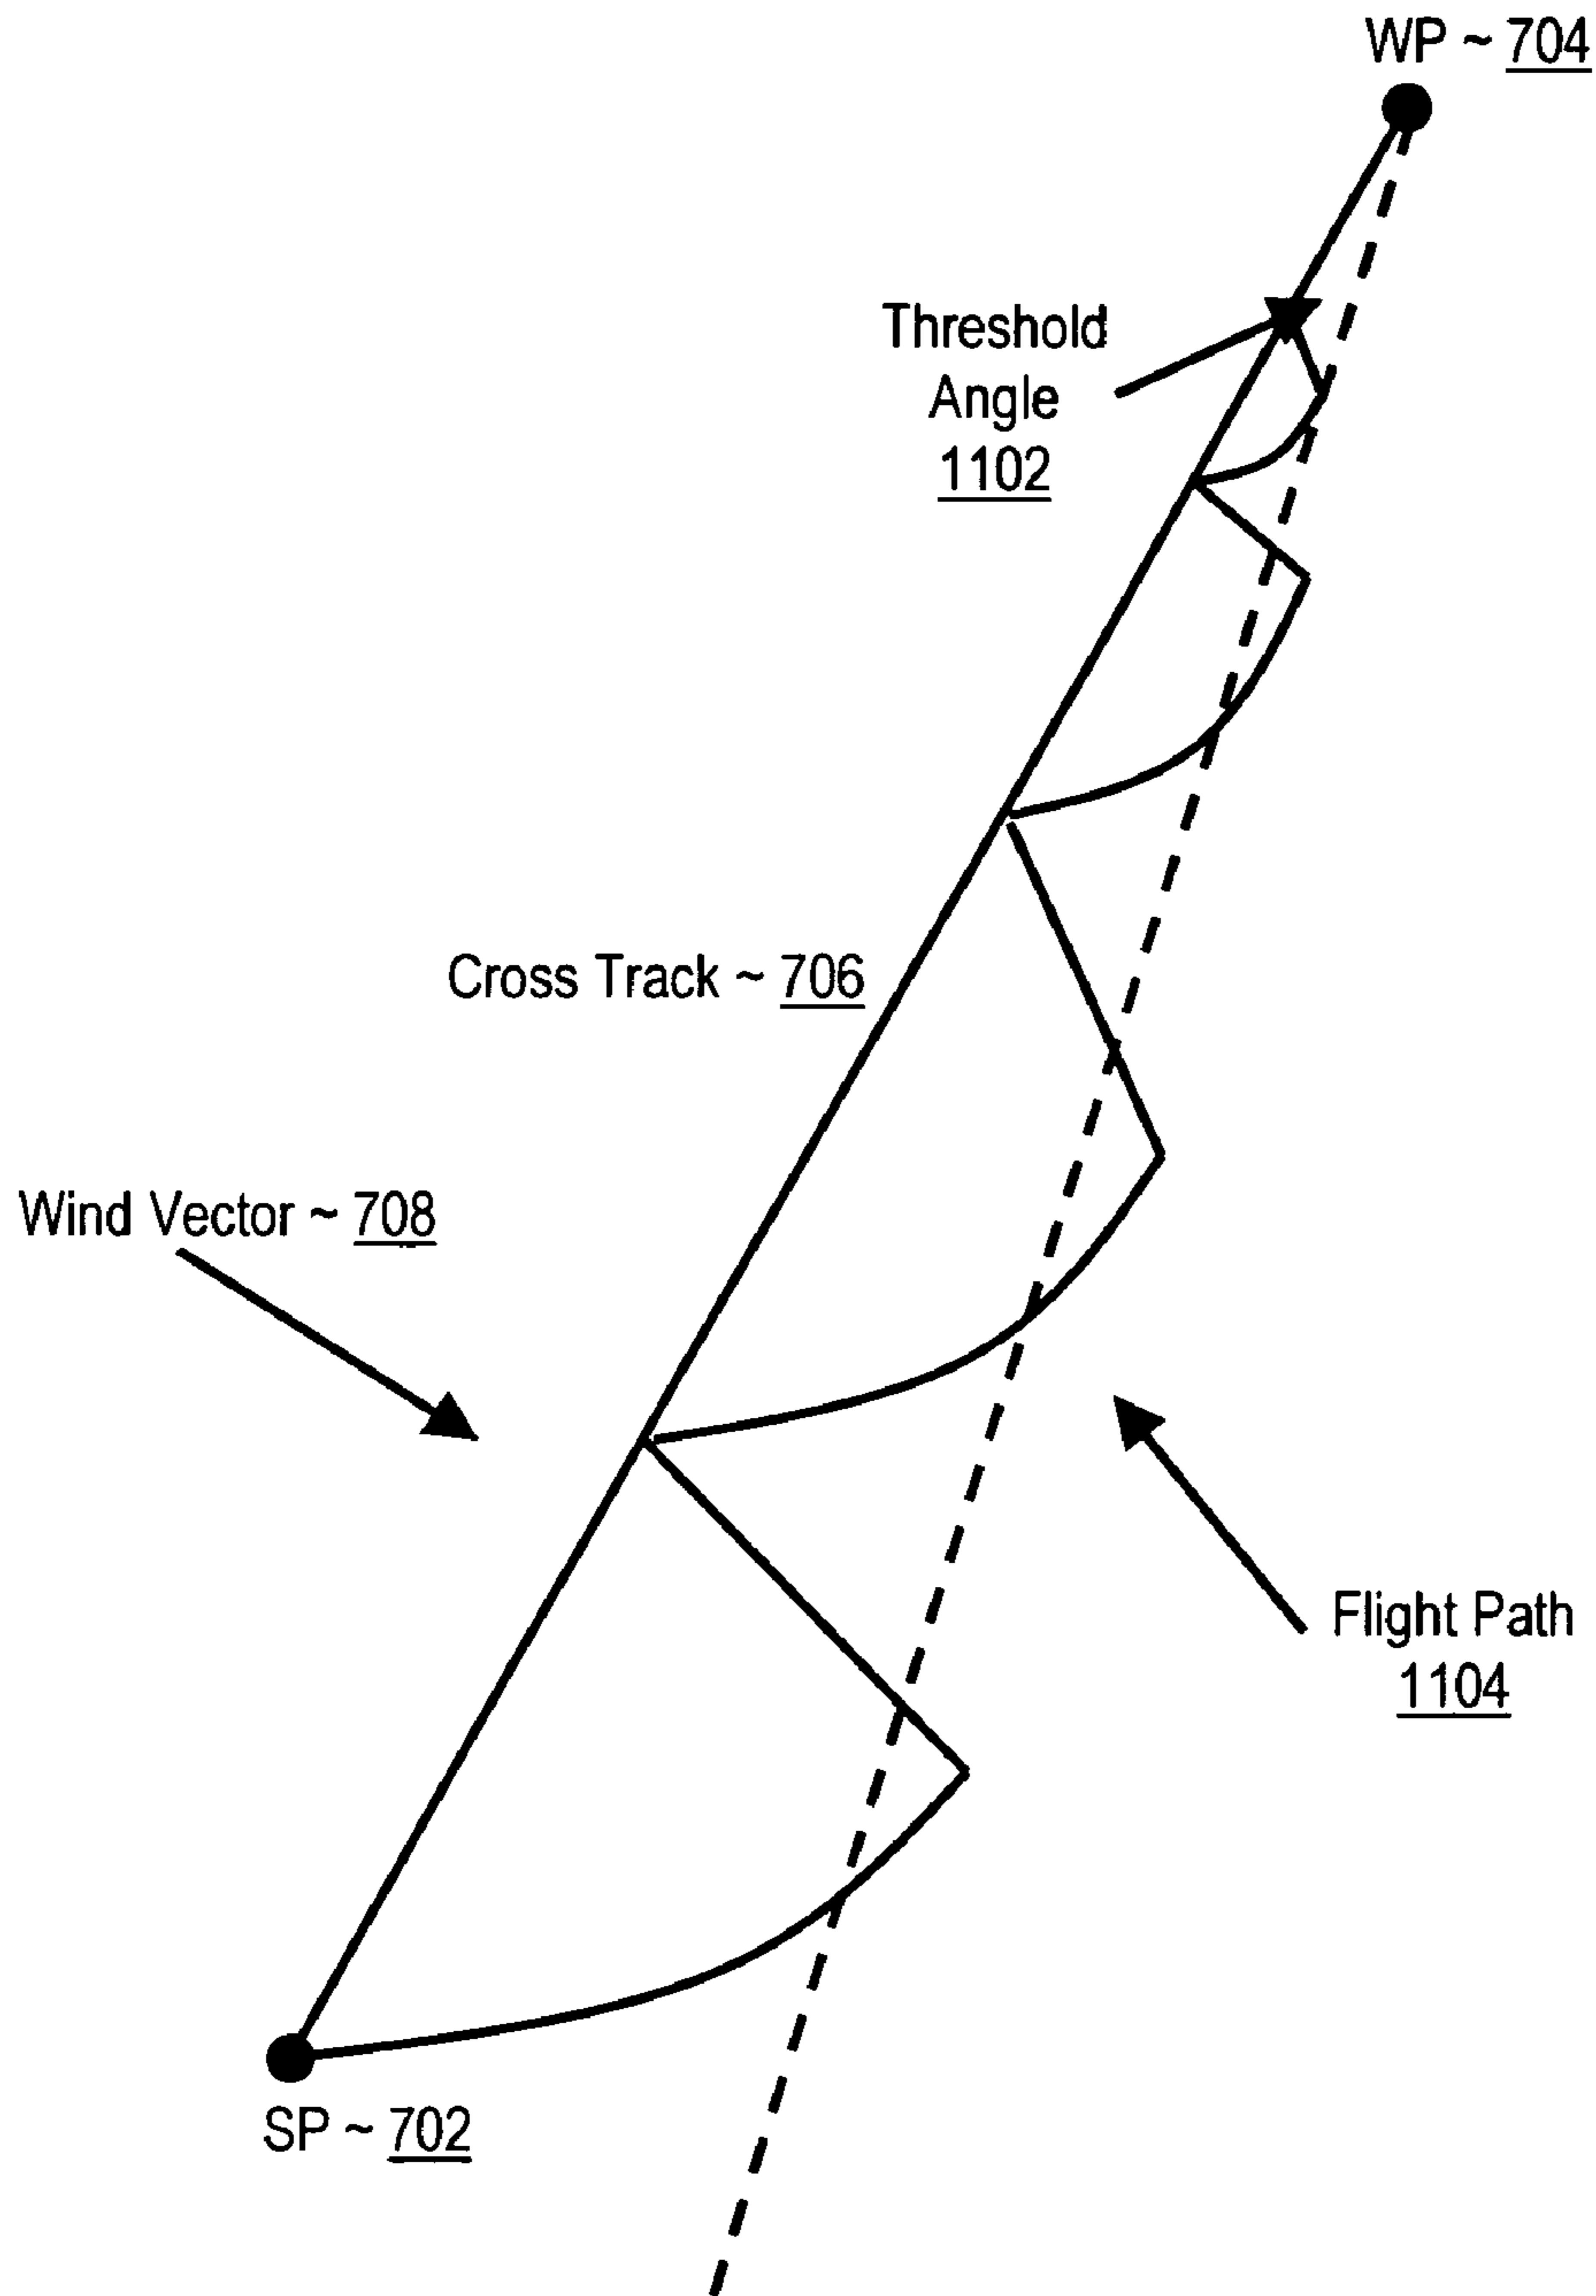 WP ~ 704
Threshold
Angle
1102
Cross Track ~ 706
Wind Vector ~ 708
Flight Path
1104
SP ~ 702